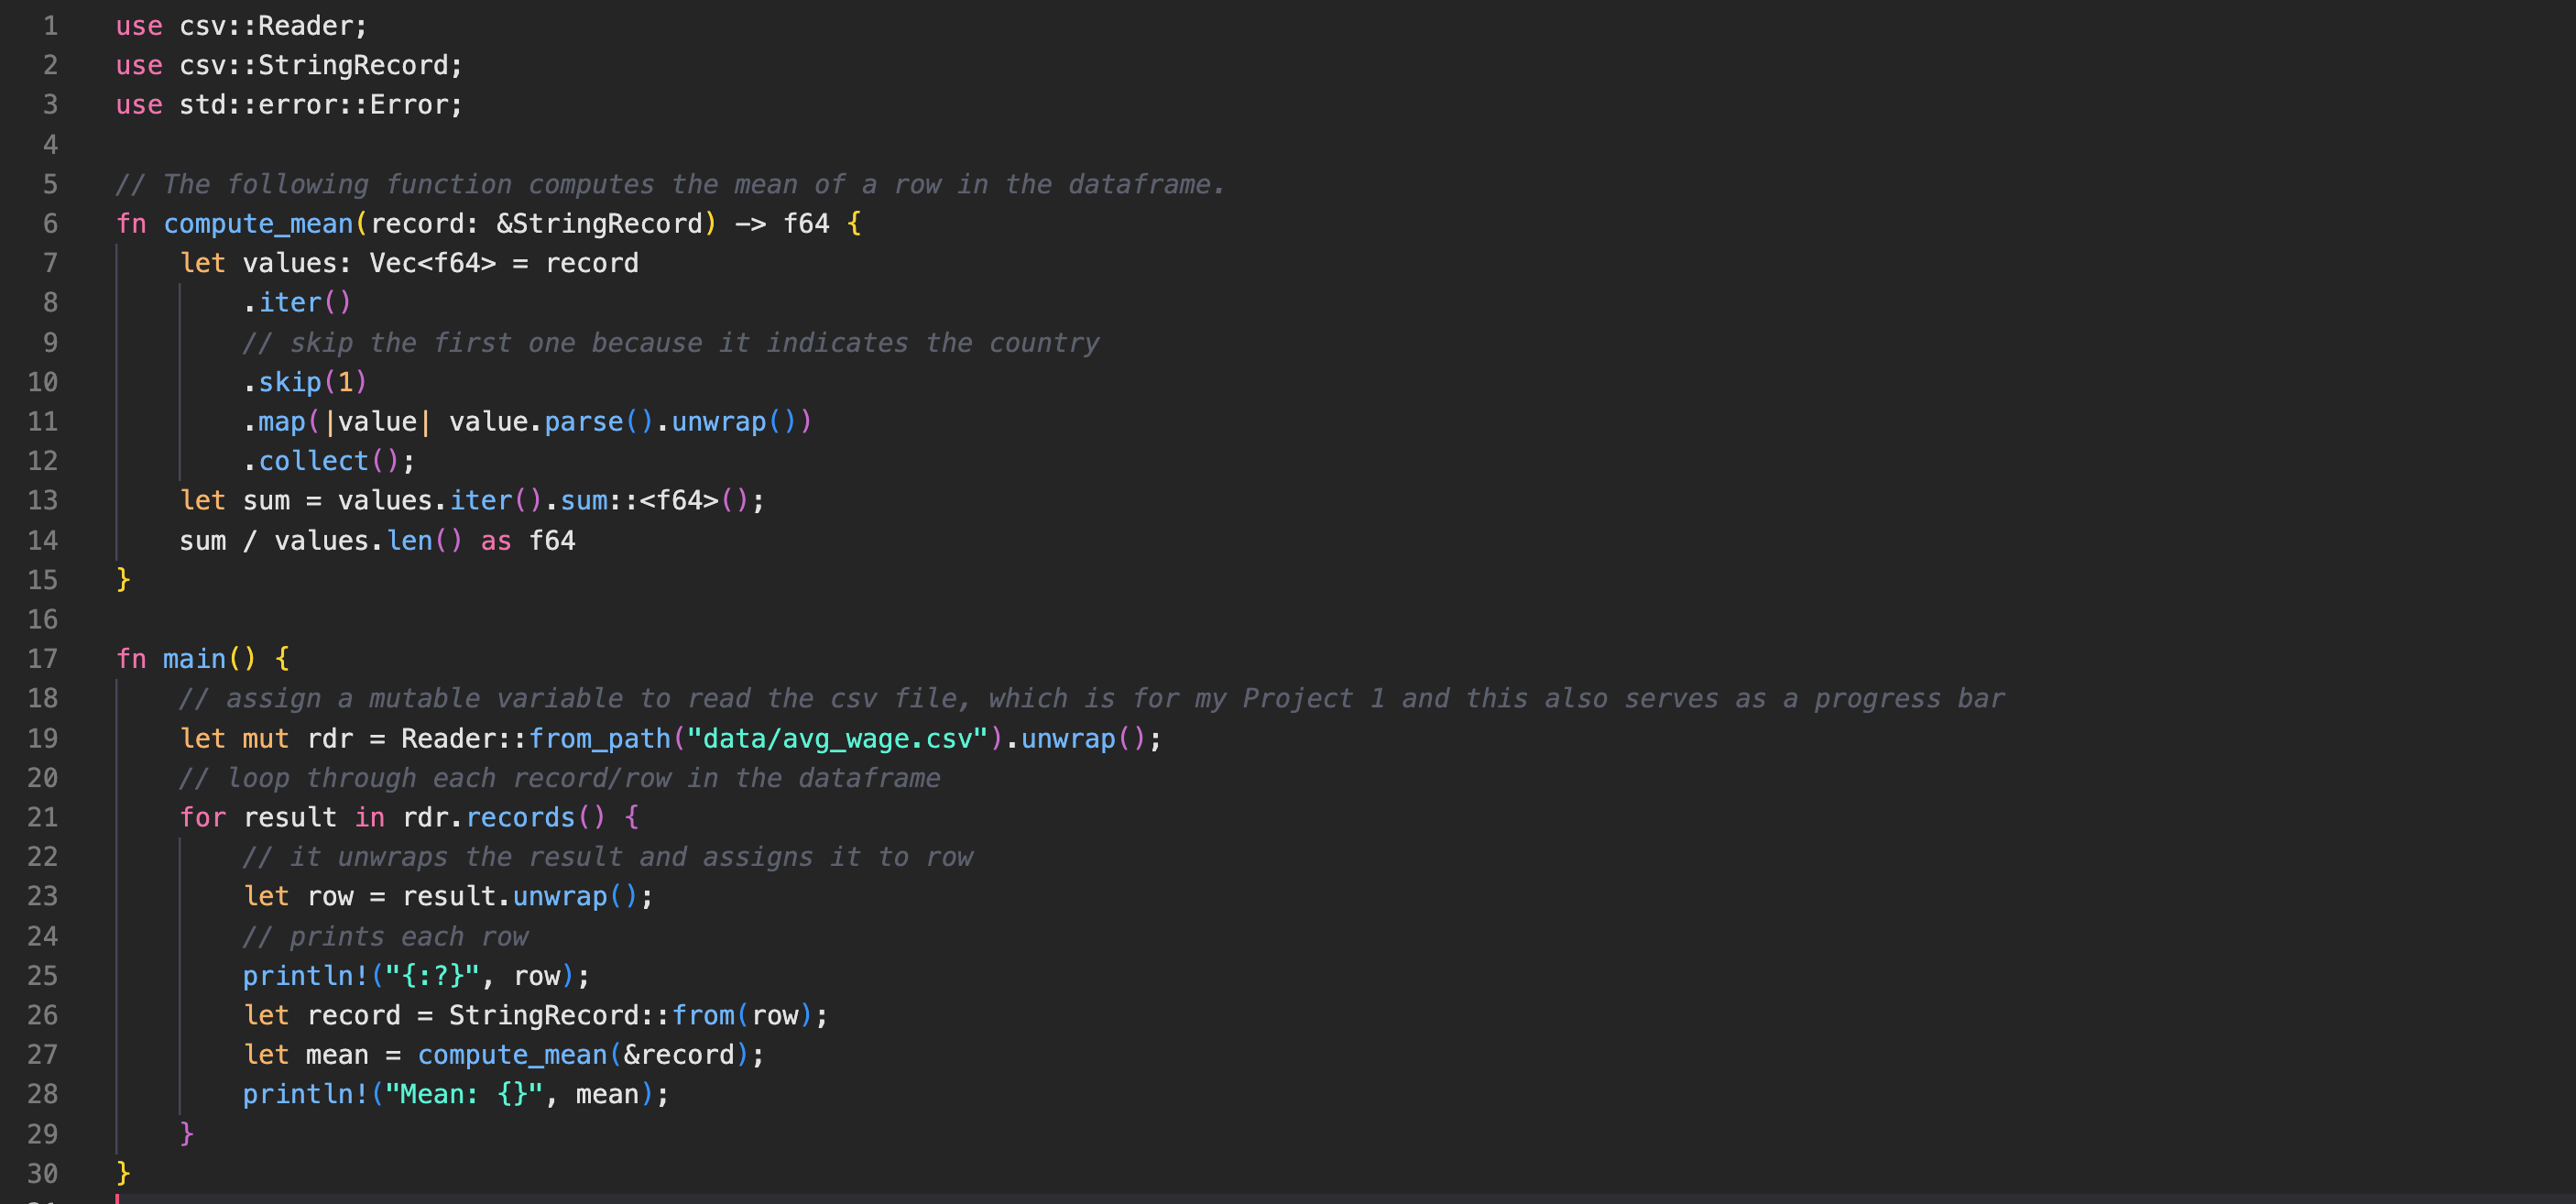 1 use csv::Reader;
2 use csv::StringRecord;
3 use std::error::Error;
4
5 // The following function computes the mean of a row in the dataframe.
6 fn compute_mean(record: &StringRecord) -> f64 {
7     let values: Vec<f64> = record
8         .iter()
9         // skip the first one because it indicates the country
10         .skip(1)
11         .map(|value| value.parse().unwrap())
12         .collect();
13     let sum = values.iter().sum::<f64>();
14     sum / values.len() as f64
15 }
16
17 fn main() {
18     // assign a mutable variable to read the csv file, which is for my Project 1 and this also serves as a progress bar
19     let mut rdr = Reader::from_path("data/avg_wage.csv").unwrap();
20     // loop through each record/row in the dataframe
21     for result in rdr.records() {
22         // it unwraps the result and assigns it to row
23         let row = result.unwrap();
24         // prints each row
25         println!("{:?}", row);
26         let record = StringRecord::from(row);
27         let mean = compute_mean(&record);
28         println!("Mean: {}", mean);
29     }
30 }